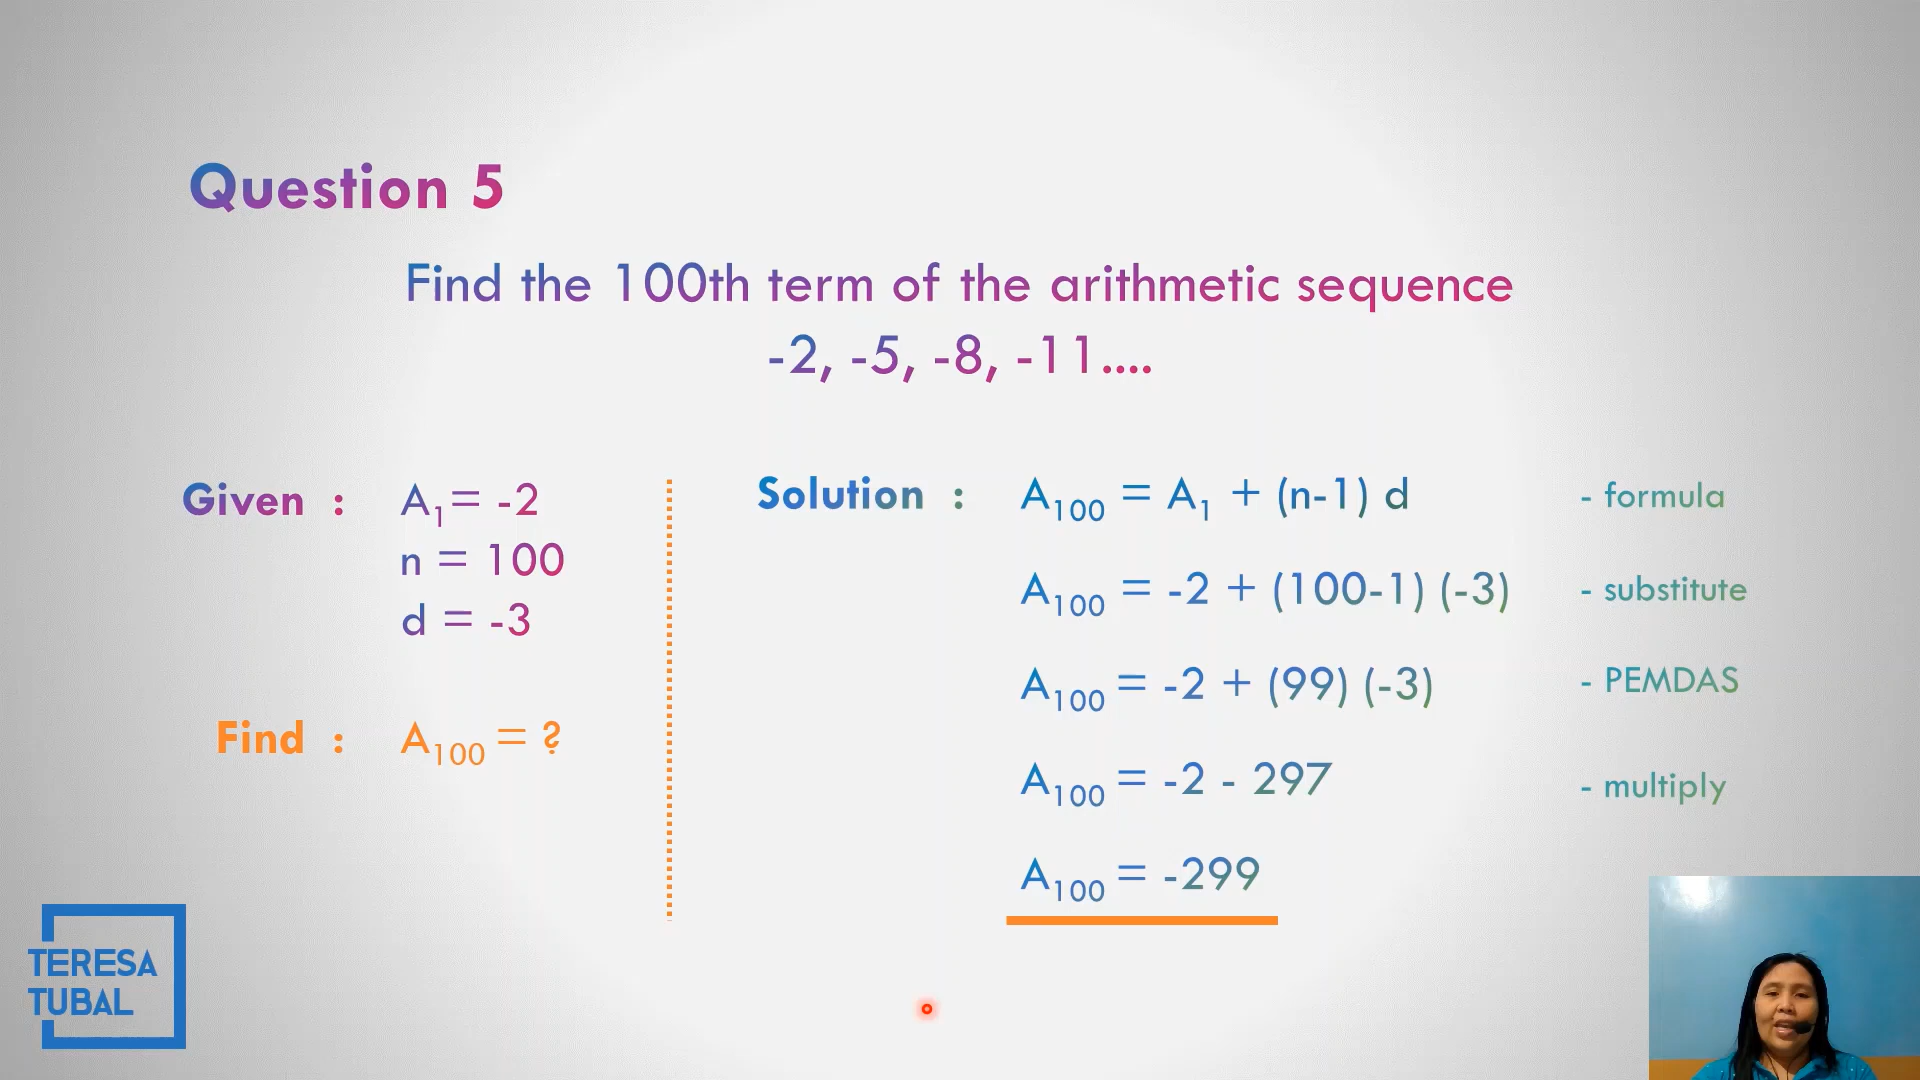 Question 5
Find the 100th term of the arithmetic sequence
-2, -5, -8, -11....
Given : A₁= -2
n = 100
d = -3
Find : A₁₀₀ = ?
Solution : A₁₀₀ = A₁ + (n-1) d - formula
A₁₀₀ = -2 + (100-1) (-3) - substitute
A₁₀₀ = -2 + (99) (-3) - PEMDAS
A₁₀₀ = -2 - 297 - multiply
A₁₀₀ = -299
TERESA
TUBAL